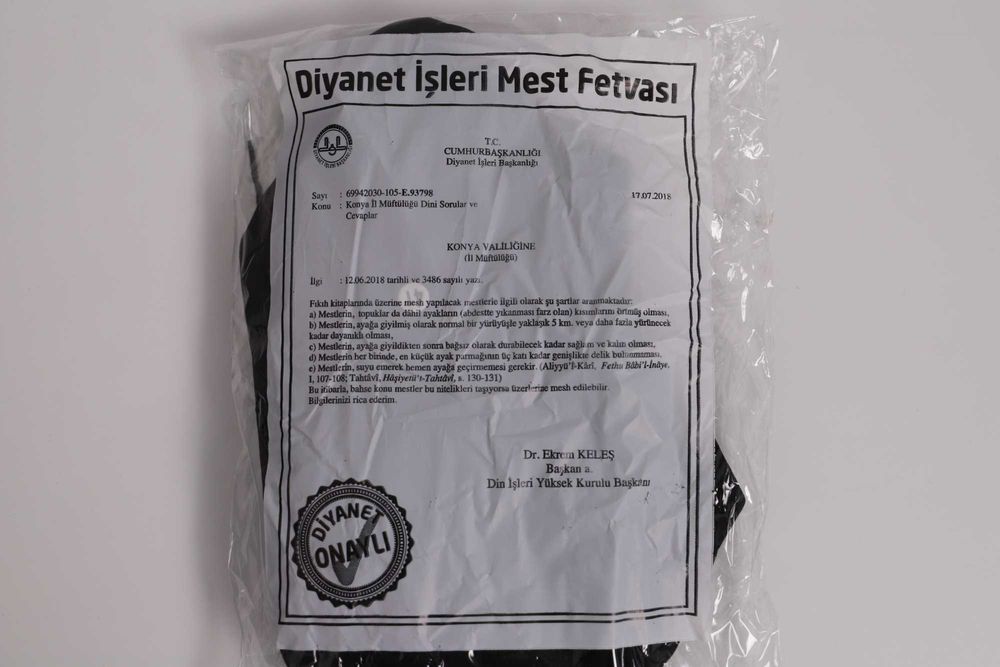 Diyanet İşleri Mest Fetvası
T.C.
CUMHURBAŞKANLIĞI
Diyanet İşleri Başkanlığı
Sayı : 69942030-105-E.93798 17.07.2018
Konu : Konya İl Müftülüğü Dini Sorular ve
Cevaplar
KONYA VALİLİĞİNE
(İl Müftülüğü)
İlgi : 12.06.2018 tarihli ve 3486 sayılı yazı.
Fıkıh kitaplarında üzerine mesh yapılacak mestlerle ilgili olarak şu şartlar aranmaktadır:
a) Mestlerin, topuklar da dâhil ayakların (abdestte yıkanması farz olan) kısımlarını örtmüş olması,
b) Mestlerin, ayağa giyilmiş olarak normal bir yürüyüşle yaklaşık 5 km. veya daha fazla yürünecek
kadar dayanıklı olması,
c) Mestlerin, ayağa giyildikten sonra bağsız olarak durabilecek kadar sağlam ve kalın olması,
d) Mestlerin her birinde, en küçük ayak parmağının üç katı kadar genişlikte delik bulunmaması,
e) Mestlerin, suyu emerek hemen ayağa geçirmemesi gerekir. (Aliyyü'l-Kârî, Fethu Bâbi'l-İnâye,
I, 107-108; Tahtâvî, Hâşiyetü't-Tahtâvî, s. 130-131)
Bu itibarla, bahse konu mestler bu nitelikleri taşıyorsa üzerlerine mesh edilebilir.
Bilgilerinizi rica ederim.
Dr. Ekrem KELEŞ
Başkan a.
Din İşleri Yüksek Kurulu Başkanı
DİYANET
ONAYLI